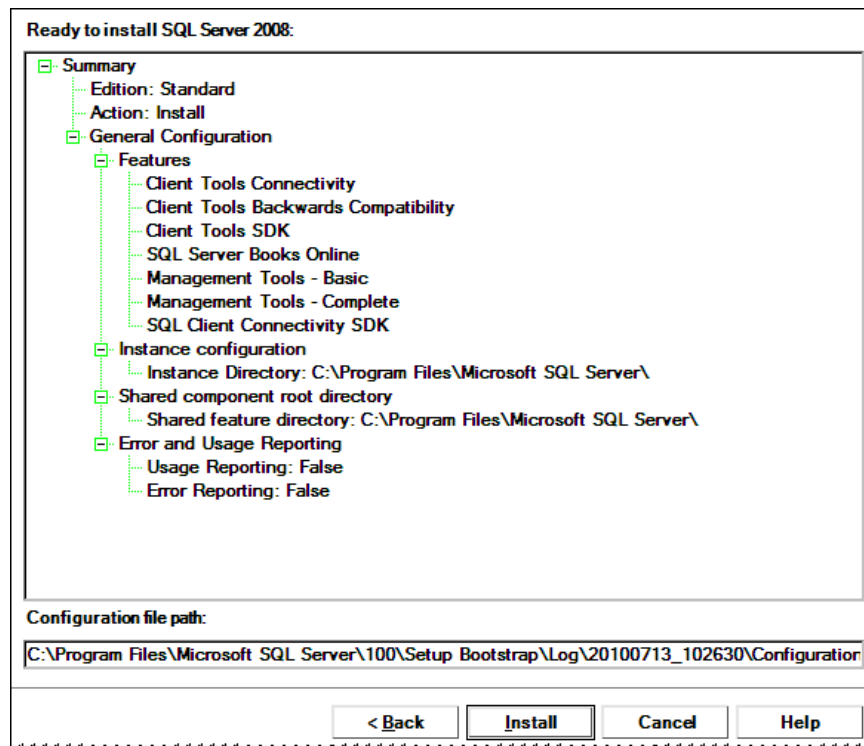 Ready to install SQL Server 2008:
Summary
Edition: Standard
Action: Install
General Configuration
Features
Client Tools Connectivity
Client Tools Backwards Compatibility
Client Tools SDK
SQL Server Books Online
Management Tools - Basic
Management Tools - Complete
SQL Client Connectivity SDK
Instance configuration
Instance Directory: C:\Program Files\Microsoft SQL Server\
Shared component root directory
Shared feature directory: C:\Program Files\Microsoft SQL Server\
Error and Usage Reporting
Usage Reporting: False
Error Reporting: False
Configuration file path:
C:\Program Files\Microsoft SQL Server\100\Setup Bootstrap\Log\20100713_102630\Configuration
< Back Install Cancel Help